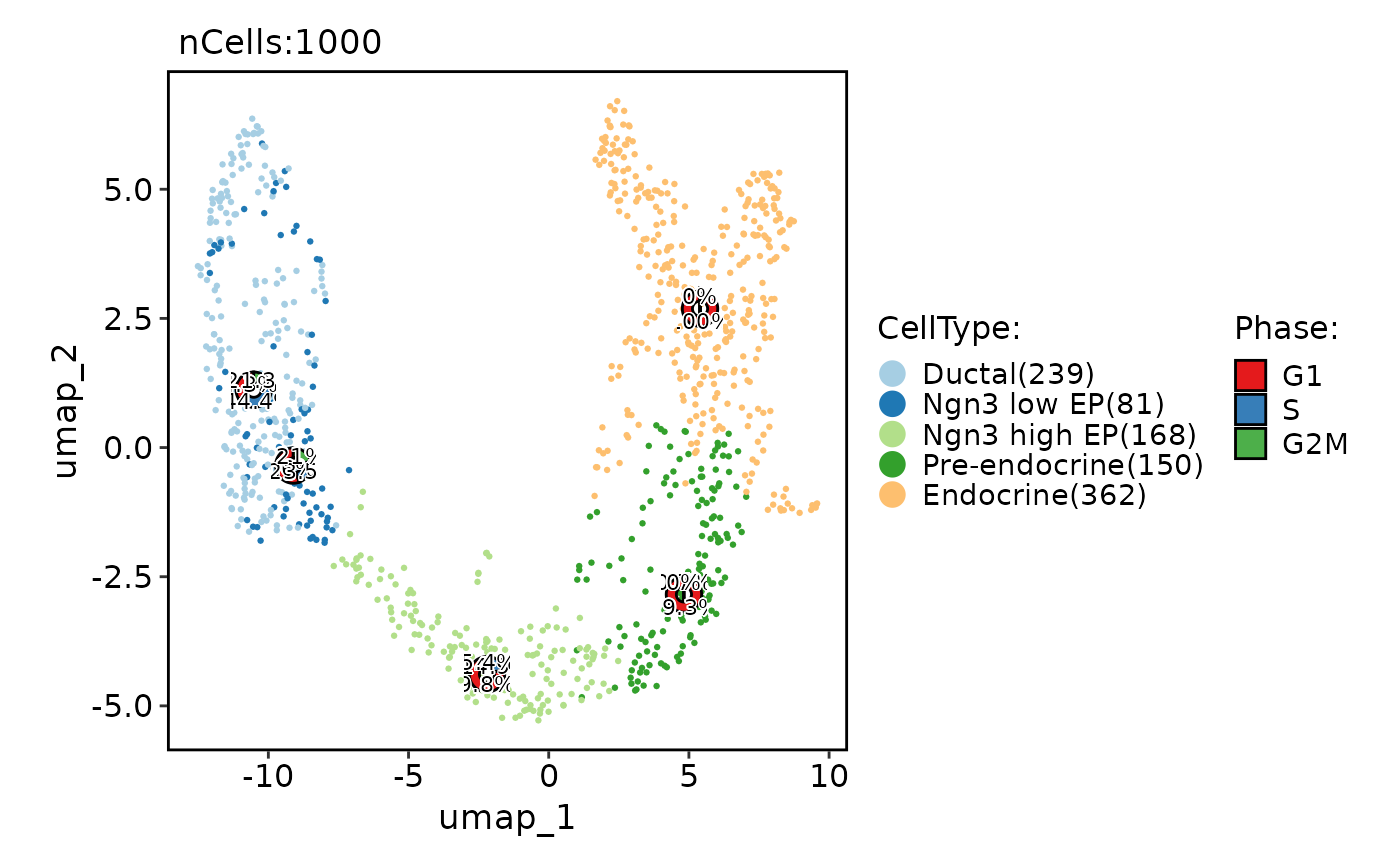 nCells:1000
5.0
2.5
0.0
-2.5
-5.0
umap_2
-10
-5
0
5
10
umap_1
0%
21%
CellType:
Ductal(239)
Ngn3 low EP(81)
Ngn3 high EP(168)
Pre-endocrine(150)
Endocrine(362)
Phase:
G1
S
G2M